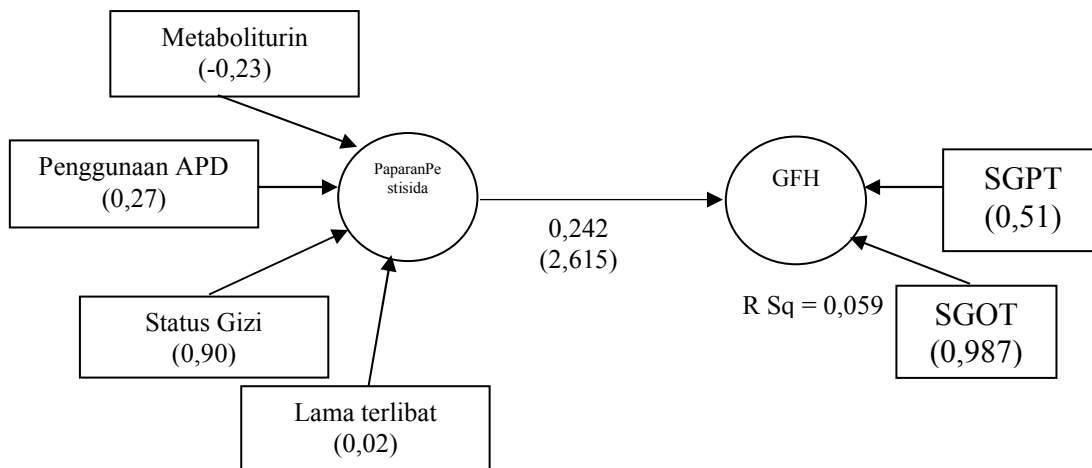 Metaboliturin
(-0,23)
Penggunaan APD
(0,27)
Status Gizi
(0,90)
Lama terlibat
(0,02)
PaparanPe
stisida
0,242
(2,615)
GFH
R Sq = 0,059
SGPT
(0,51)
SGOT
(0,987)